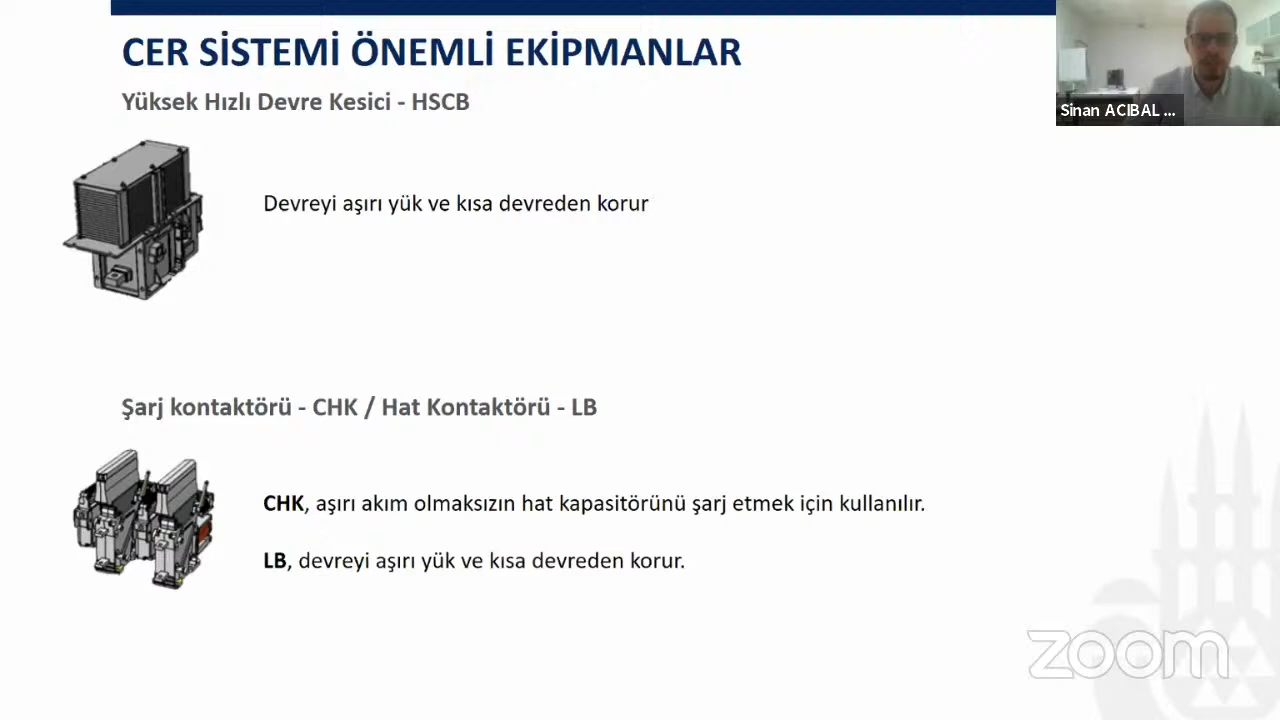 CER SİSTEMİ ÖNEMLİ EKİPMANLAR
Yüksek Hızlı Devre Kesici - HSCB
Sinan ACIBAL ...
Devreyi aşırı yük ve kısa devreden korur
Şarj kontaktörü - CHK / Hat Kontaktörü - LB
CHK, aşırı akım olmaksızın hat kapasitörünü şarj etmek için kullanılır.
LB, devreyi aşırı yük ve kısa devreden korur.
zoom